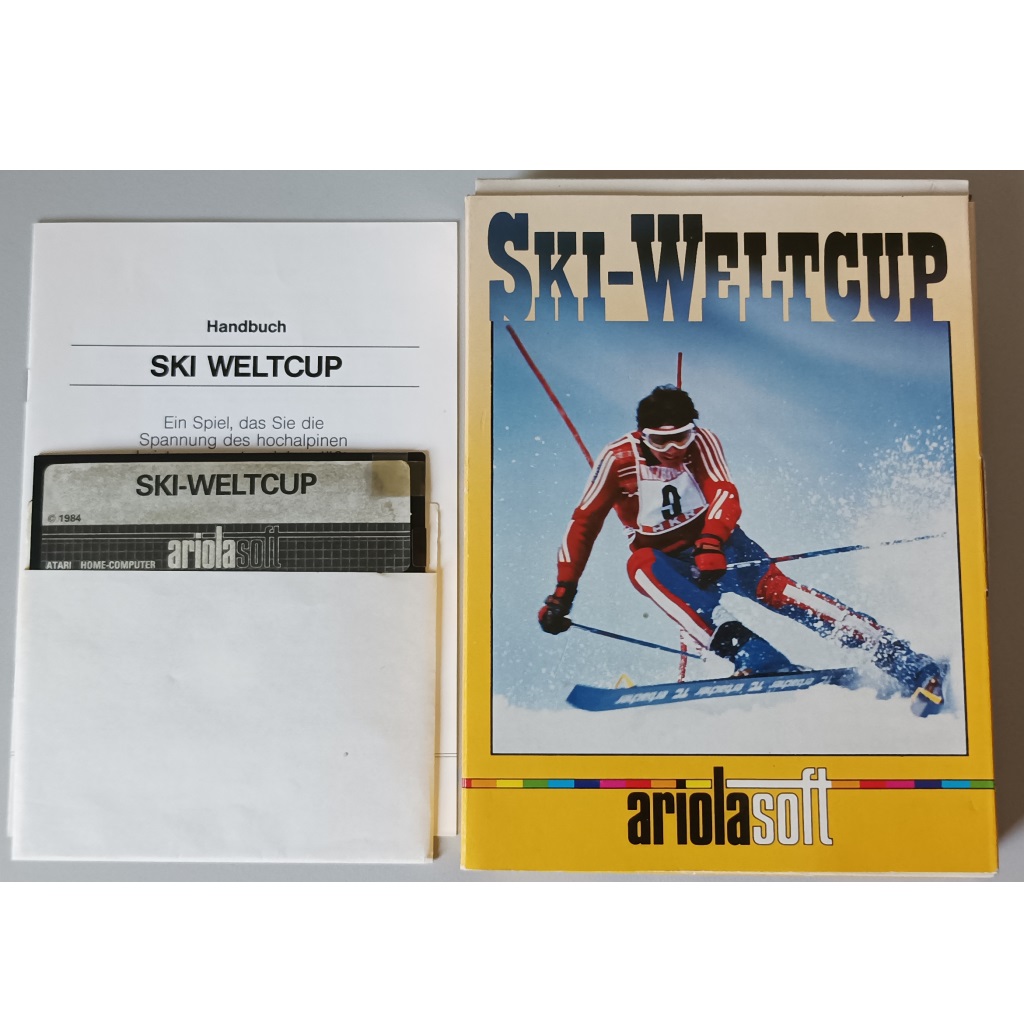 Handbuch
SKI WELTCUP
Ein Spiel, das Sie die
Spannung des hochalpinen
SKI-WELTCUP
© 1984
ariolasoft
ATARI HOME-COMPUTER
SKI-WELTCUP
9
ariolasoft